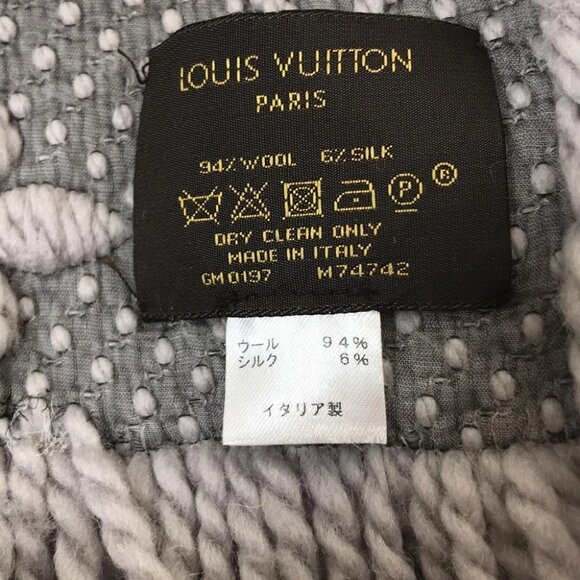 LOUIS VUITTON
PARIS
94% WOOL 6% SILK
P ®
DRY CLEAN ONLY
MADE IN ITALY
GM0197 M74742
ウール 94%
シルク 6%
イタリア製